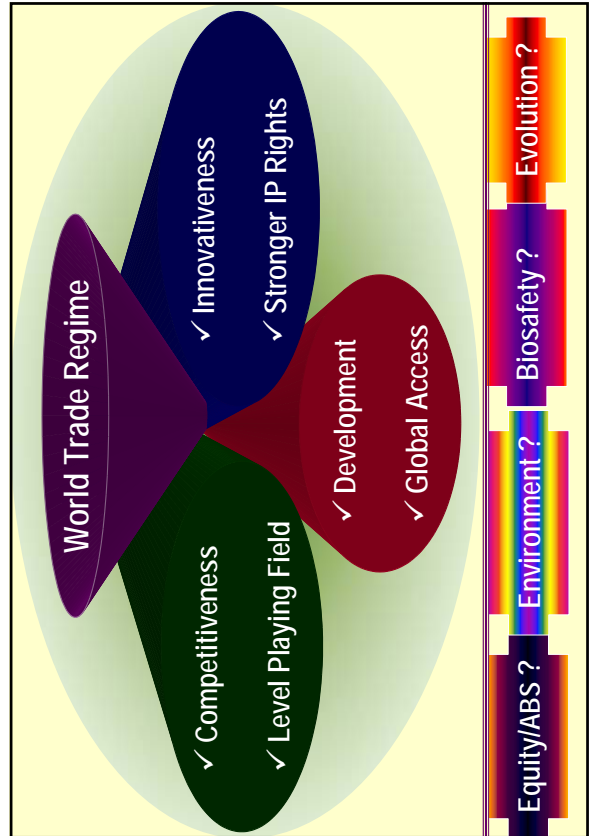 World Trade Regime
✓ Competitiveness
✓ Level Playing Field
✓ Innovativeness
✓ Stronger IP Rights
✓ Development
✓ Global Access
Equity/ABS ?
Environment ?
Biosafety ?
Evolution ?